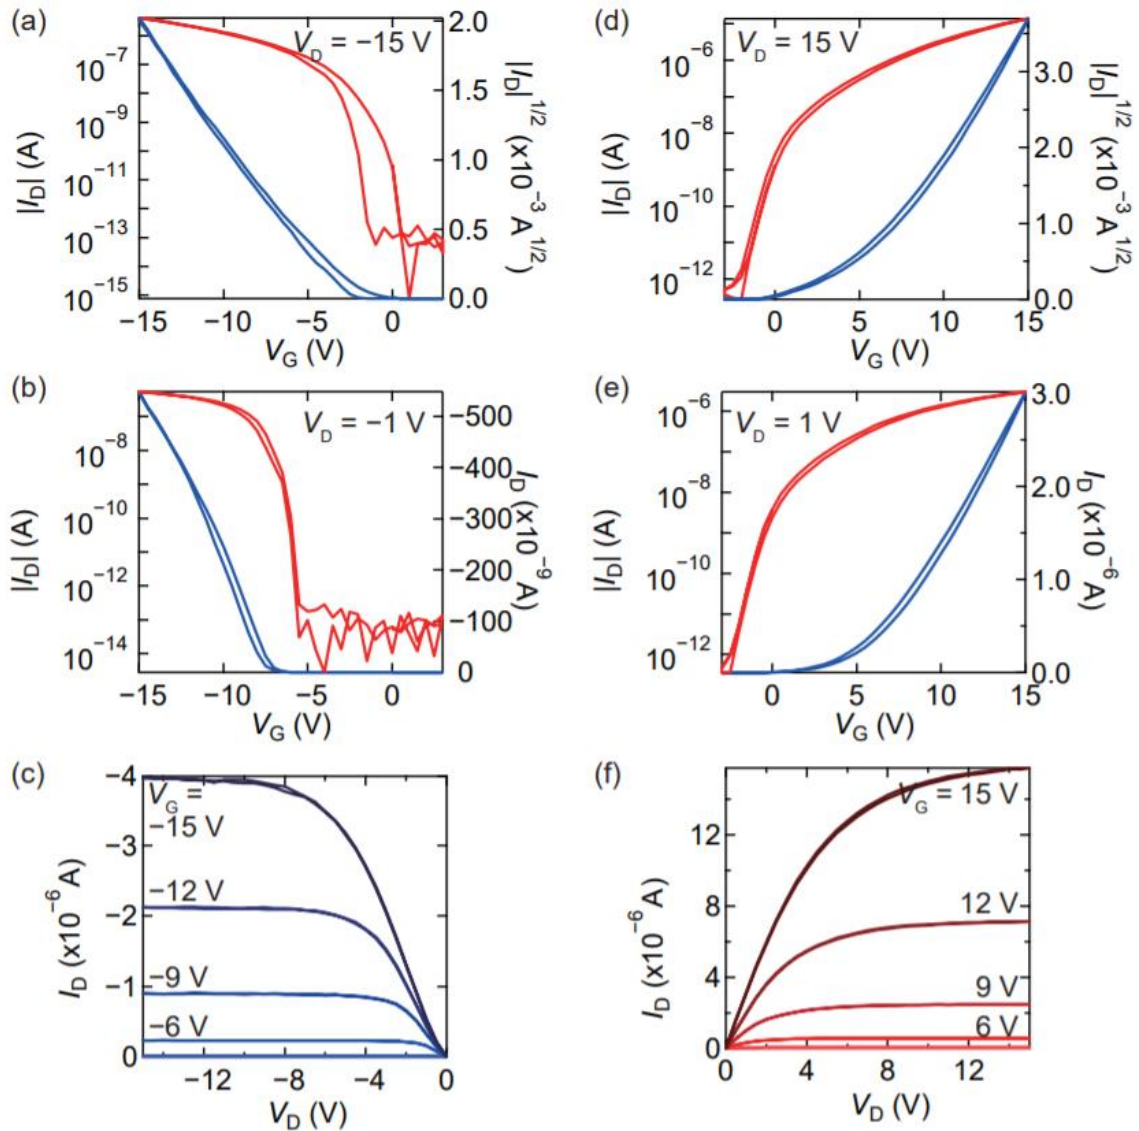 (a)
V_D = −15 V
10⁻⁷
10⁻⁹
10⁻¹¹
10⁻¹³
10⁻¹⁵
|I_D| (A)
2.0
1.5
1.0
0.5
0.0
|I_D|^1/2 (x10⁻³ A^1/2)
−15 −10 −5 0
V_G (V)
(d)
V_D = 15 V
10⁻⁶
10⁻⁸
10⁻¹⁰
10⁻¹²
|I_D| (A)
3.0
2.0
1.0
0.0
|I_D|^1/2 (x10⁻³ A^1/2)
0 5 10 15
V_G (V)
(b)
V_D = −1 V
10⁻⁸
10⁻¹⁰
10⁻¹²
10⁻¹⁴
|I_D| (A)
−500
−400
−300
−200
−100
0
I_D (x10⁻⁹ A)
−15 −10 −5 0
V_G (V)
(e)
V_D = 1 V
10⁻⁶
10⁻⁸
10⁻¹⁰
10⁻¹²
|I_D| (A)
3.0
2.0
1.0
0.0
I_D (x10⁻⁶ A)
0 5 10 15
V_G (V)
(c)
−4
−3
−2
−1
0
I_D (x10⁻⁶ A)
V_G =
−15 V
−12 V
−9 V
−6 V
−12 −8 −4 0
V_D (V)
(f)
12
8
4
0
I_D (x10⁻⁶ A)
V_G = 15 V
12 V
9 V
6 V
0 4 8 12
V_D (V)